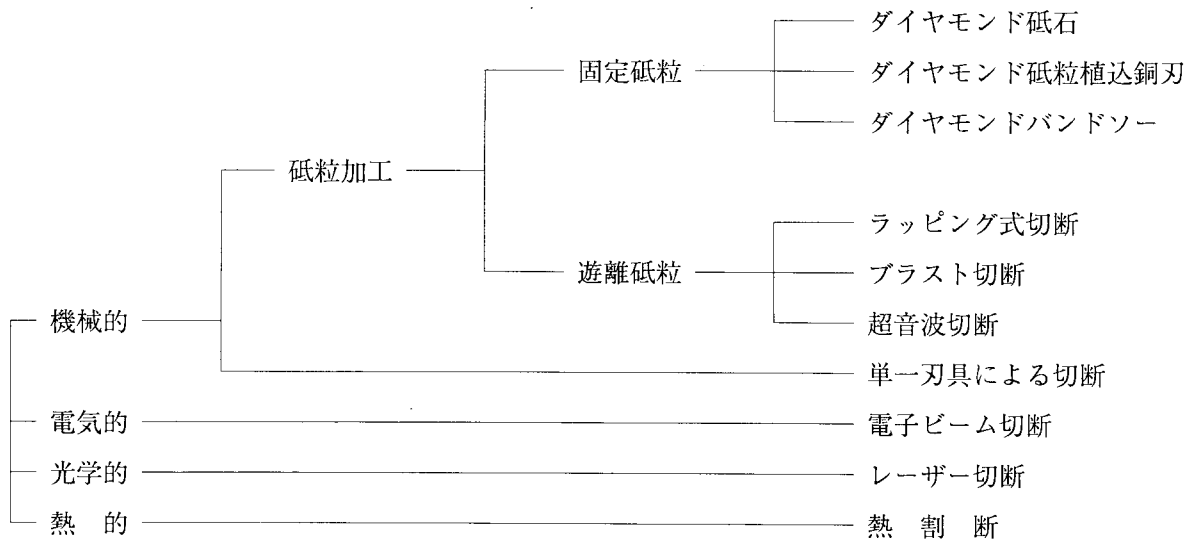 ダイヤモンド砥石
固定砥粒
ダイヤモンド砥粒植込銅刃
ダイヤモンドバンドソー
砥粒加工
ラッピング式切断
遊離砥粒
ブラスト切断
機械的
超音波切断
単一刃具による切断
電気的
電子ビーム切断
光学的
レーザー切断
熱 的
熱 割 断